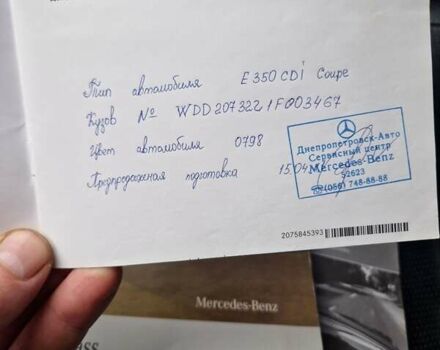 Тип автомобиля E 350 CDI Coupe
Кузов № WDD2073221F003467
Цвет автомобиля 0798
Предпродажная подготовка 15.04
Днепропетровск-Авто
Сервисный центр
Mercedes-Benz
52623
(056) 748-88-88
2075845393
Mercedes-Benz